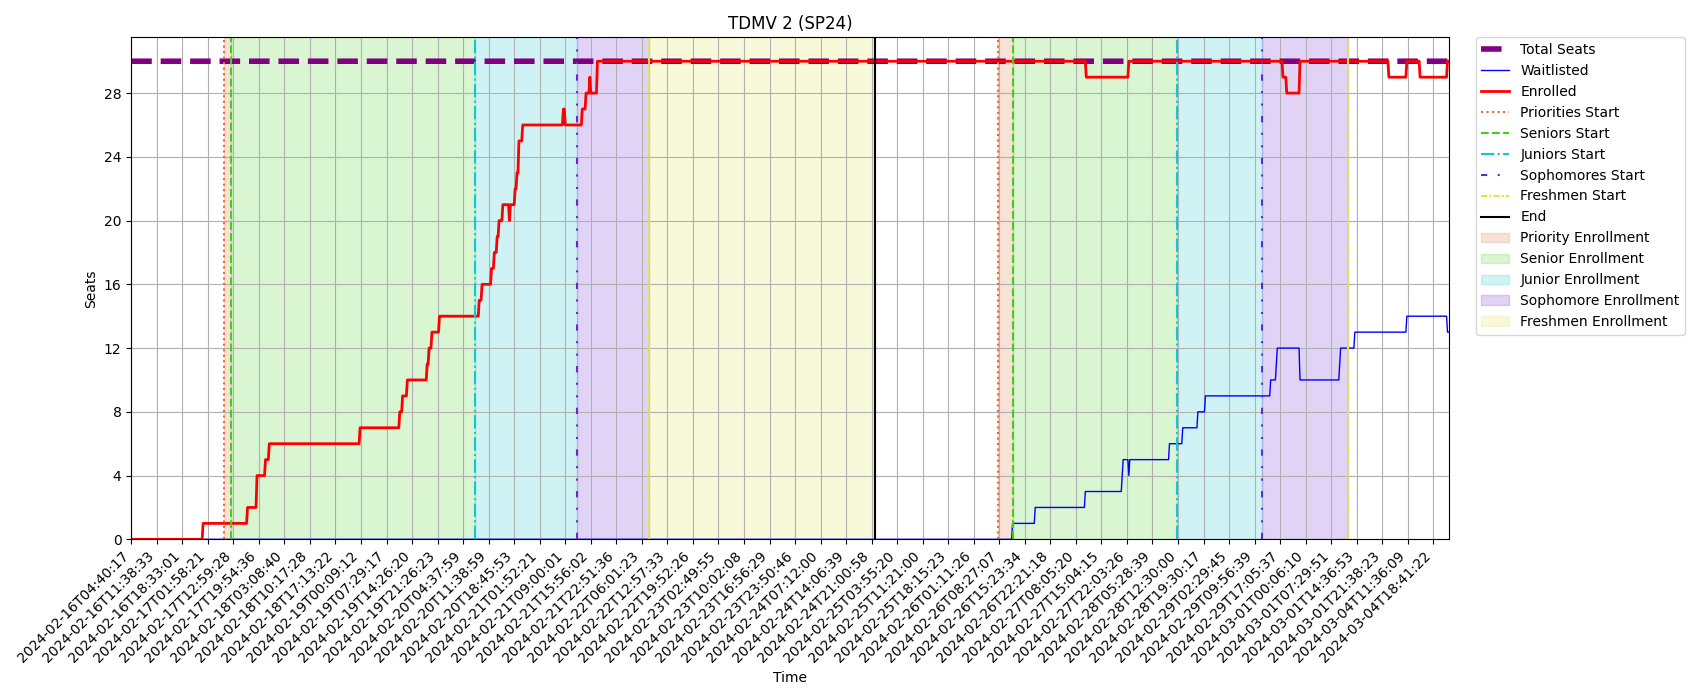 TDMV 2 (SP24)
Total Seats
Waitlisted
Enrolled
Priorities Start
Seniors Start
Juniors Start
Sophomores Start
Freshmen Start
End
Priority Enrollment
Senior Enrollment
Junior Enrollment
Sophomore Enrollment
Freshmen Enrollment
Seats
28
24
20
16
12
8
4
0
2024-02-16T04:40:17
2024-02-16T11:38:33
2024-02-16T18:33:01
2024-02-17T01:58:21
2024-02-17T12:59:28
2024-02-17T19:54:36
2024-02-18T03:08:40
2024-02-18T10:17:28
2024-02-18T17:13:22
2024-02-19T00:09:12
2024-02-19T07:29:17
2024-02-19T14:26:20
2024-02-19T21:26:23
2024-02-20T04:37:59
2024-02-20T11:38:59
2024-02-20T18:45:53
2024-02-21T01:52:21
2024-02-21T09:00:01
2024-02-21T15:56:02
2024-02-21T22:51:36
2024-02-22T06:01:23
2024-02-22T12:57:33
2024-02-22T19:52:26
2024-02-23T02:49:55
2024-02-23T10:02:08
2024-02-23T16:56:29
2024-02-23T23:50:46
2024-02-24T07:12:00
2024-02-24T14:06:39
2024-02-24T21:00:58
2024-02-25T03:55:20
2024-02-25T11:21:00
2024-02-25T18:15:23
2024-02-26T01:11:26
2024-02-26T08:27:07
2024-02-26T15:23:34
2024-02-26T22:21:18
2024-02-27T08:05:20
2024-02-27T15:04:15
2024-02-27T22:03:26
2024-02-28T05:28:39
2024-02-28T12:30:00
2024-02-28T19:30:17
2024-02-29T02:29:45
2024-02-29T09:56:39
2024-02-29T17:05:37
2024-03-01T00:06:10
2024-03-01T07:29:51
2024-03-01T14:36:53
2024-03-01T21:38:23
2024-03-04T11:36:09
2024-03-04T18:41:22
Time